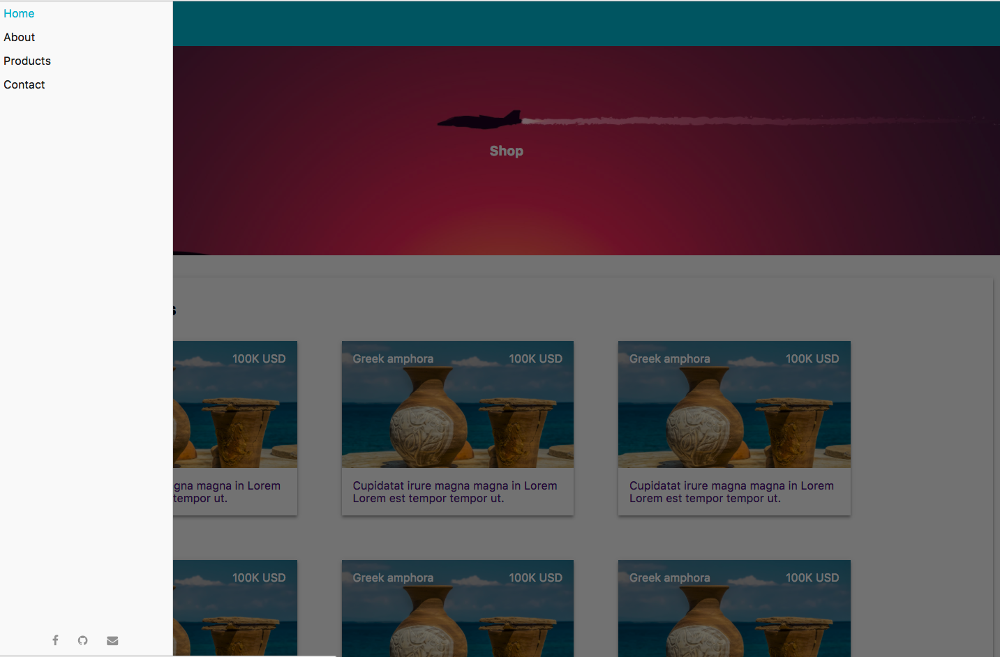 Home
About
Products
Contact
Shop
s
100K USD
Greek amphora 100K USD
Greek amphora 100K USD
gna magna in Lorem
tempor ut.
Cupidatat irure magna magna in Lorem
Lorem est tempor tempor ut.
Cupidatat irure magna magna in Lorem
Lorem est tempor tempor ut.
100K USD
Greek amphora 100K USD
Greek amphora 100K USD